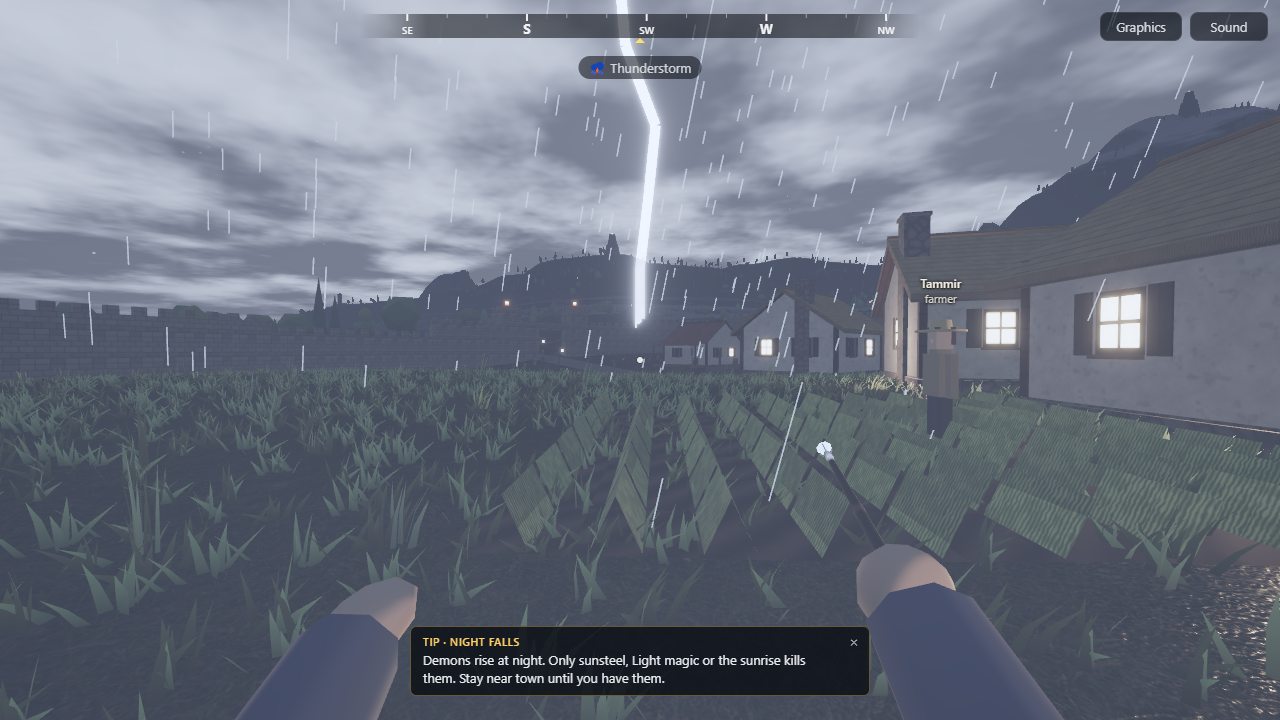 SE
S
SW
W
NW
Graphics
Sound
Thunderstorm
Tammir
farmer
TIP · NIGHT FALLS
×
Demons rise at night. Only sunsteel, Light magic or the sunrise kills
them. Stay near town until you have them.